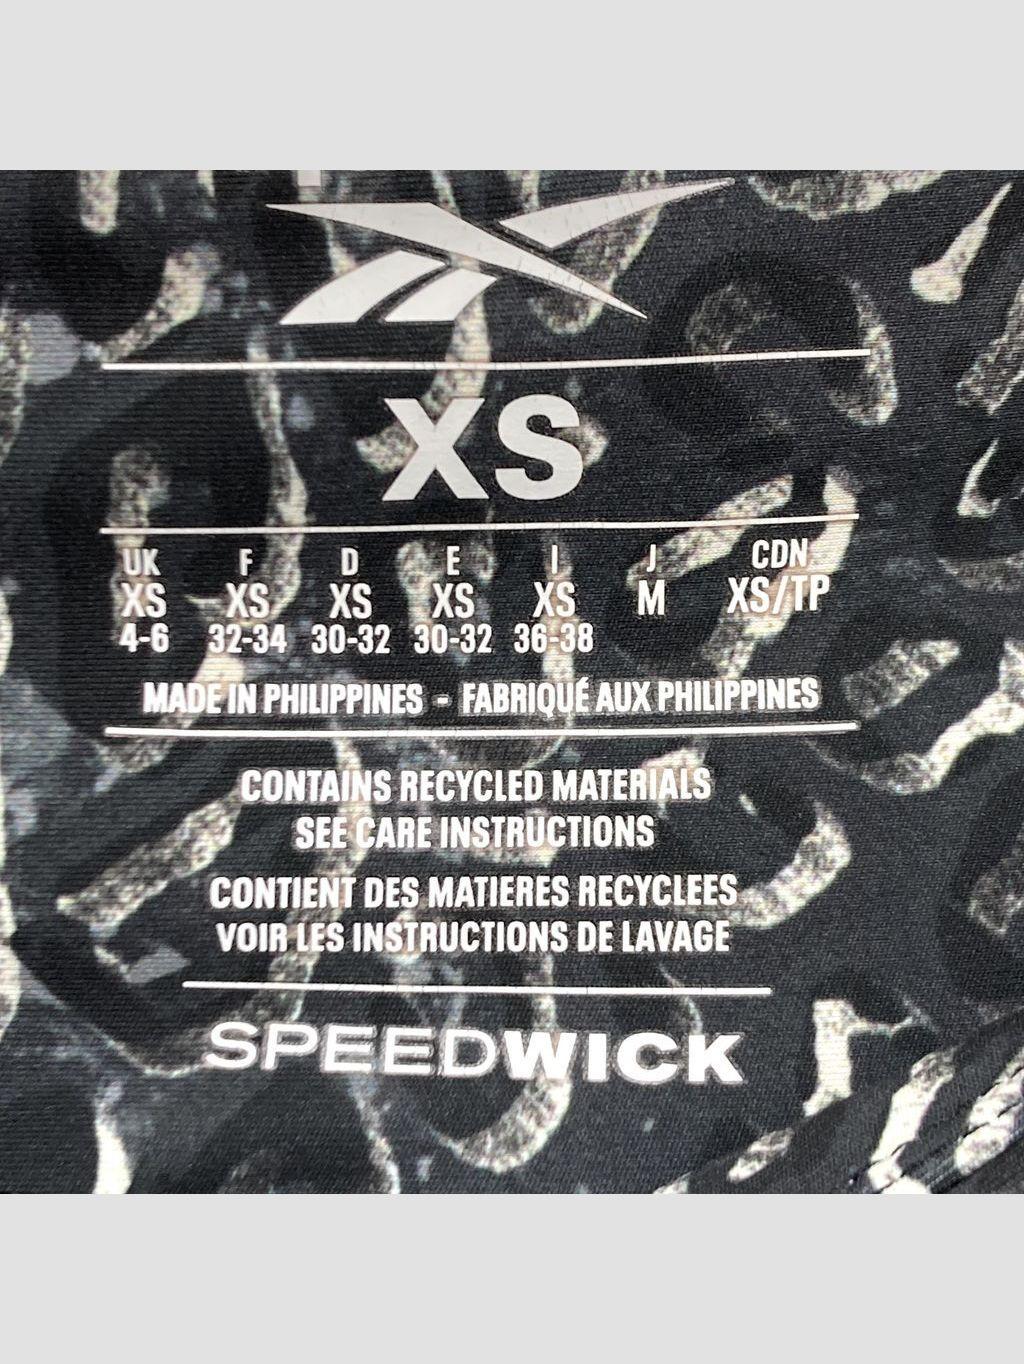 XS
UK F D E I J CDN
XS XS XS XS XS M XS/TP
4-6 32-34 30-32 30-32 36-38
MADE IN PHILIPPINES - FABRIQUÉ AUX PHILIPPINES
CONTAINS RECYCLED MATERIALS
SEE CARE INSTRUCTIONS
CONTIENT DES MATIERES RECYCLEES
VOIR LES INSTRUCTIONS DE LAVAGE
SPEEDWICK